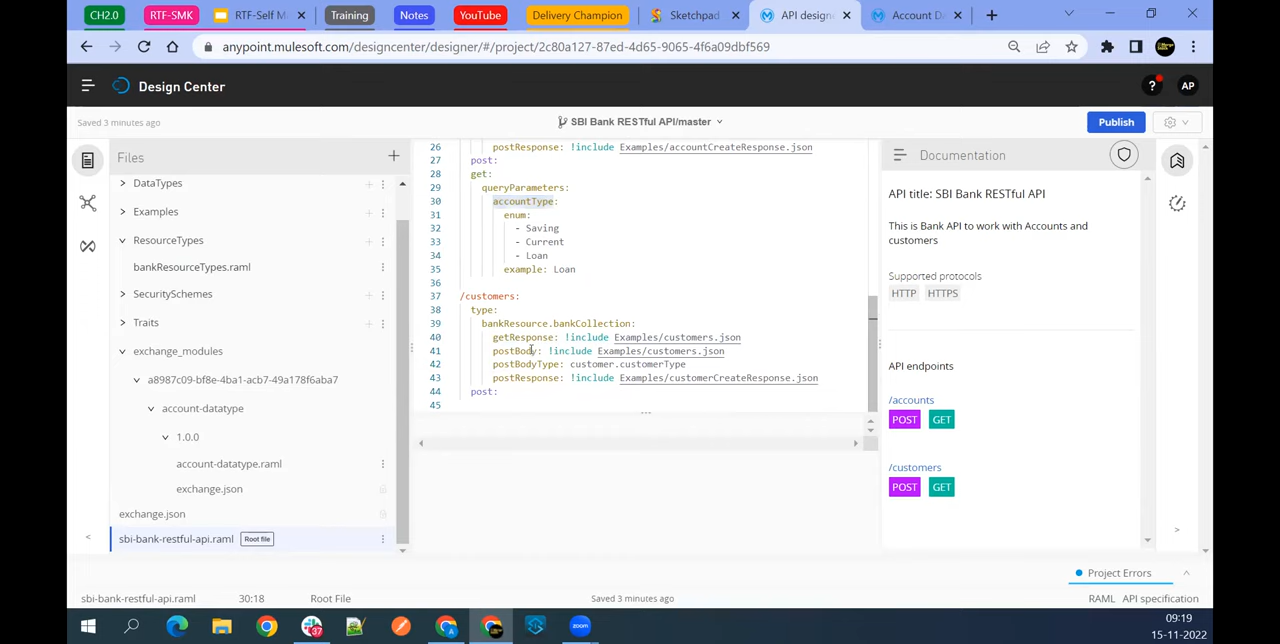 CH2.0
RTF-SMK
RTF-Self M
Training
Notes
YouTube
Delivery Champion
Sketchpad
API designe
Account D
anypoint.mulesoft.com/designcenter/designer/#/project/2c80a127-87ed-4d65-9065-4f6a09dbf569
Design Center
?
AP
Saved 3 minutes ago
SBI Bank RESTful API/master
Publish
Files
DataTypes
Examples
ResourceTypes
bankResourceTypes.raml
SecuritySchemes
Traits
exchange_modules
a8987c09-bf8e-4ba1-acb7-49a178f6aba7
account-datatype
1.0.0
account-datatype.raml
exchange.json
exchange.json
sbi-bank-restful-api.raml Root file
26 postResponse: !include Examples/accountCreateResponse.json
27 post:
28 get:
29 queryParameters:
30 accountType:
31 enum:
32 - Saving
33 - Current
34 - Loan
35 example: Loan
36
37 /customers:
38 type:
39 bankResource.bankCollection:
40 getResponse: !include Examples/customers.json
41 postBody: !include Examples/customers.json
42 postBodyType: customer.customerType
43 postResponse: !include Examples/customerCreateResponse.json
44 post:
45
Documentation
API title: SBI Bank RESTful API
This is Bank API to work with Accounts and
customers
Supported protocols
HTTP HTTPS
API endpoints
/accounts
POST GET
/customers
POST GET
Project Errors
sbi-bank-restful-api.raml
30:18
Root File
Saved 3 minutes ago
RAML
API specification
37
zoom
09:19
15-11-2022